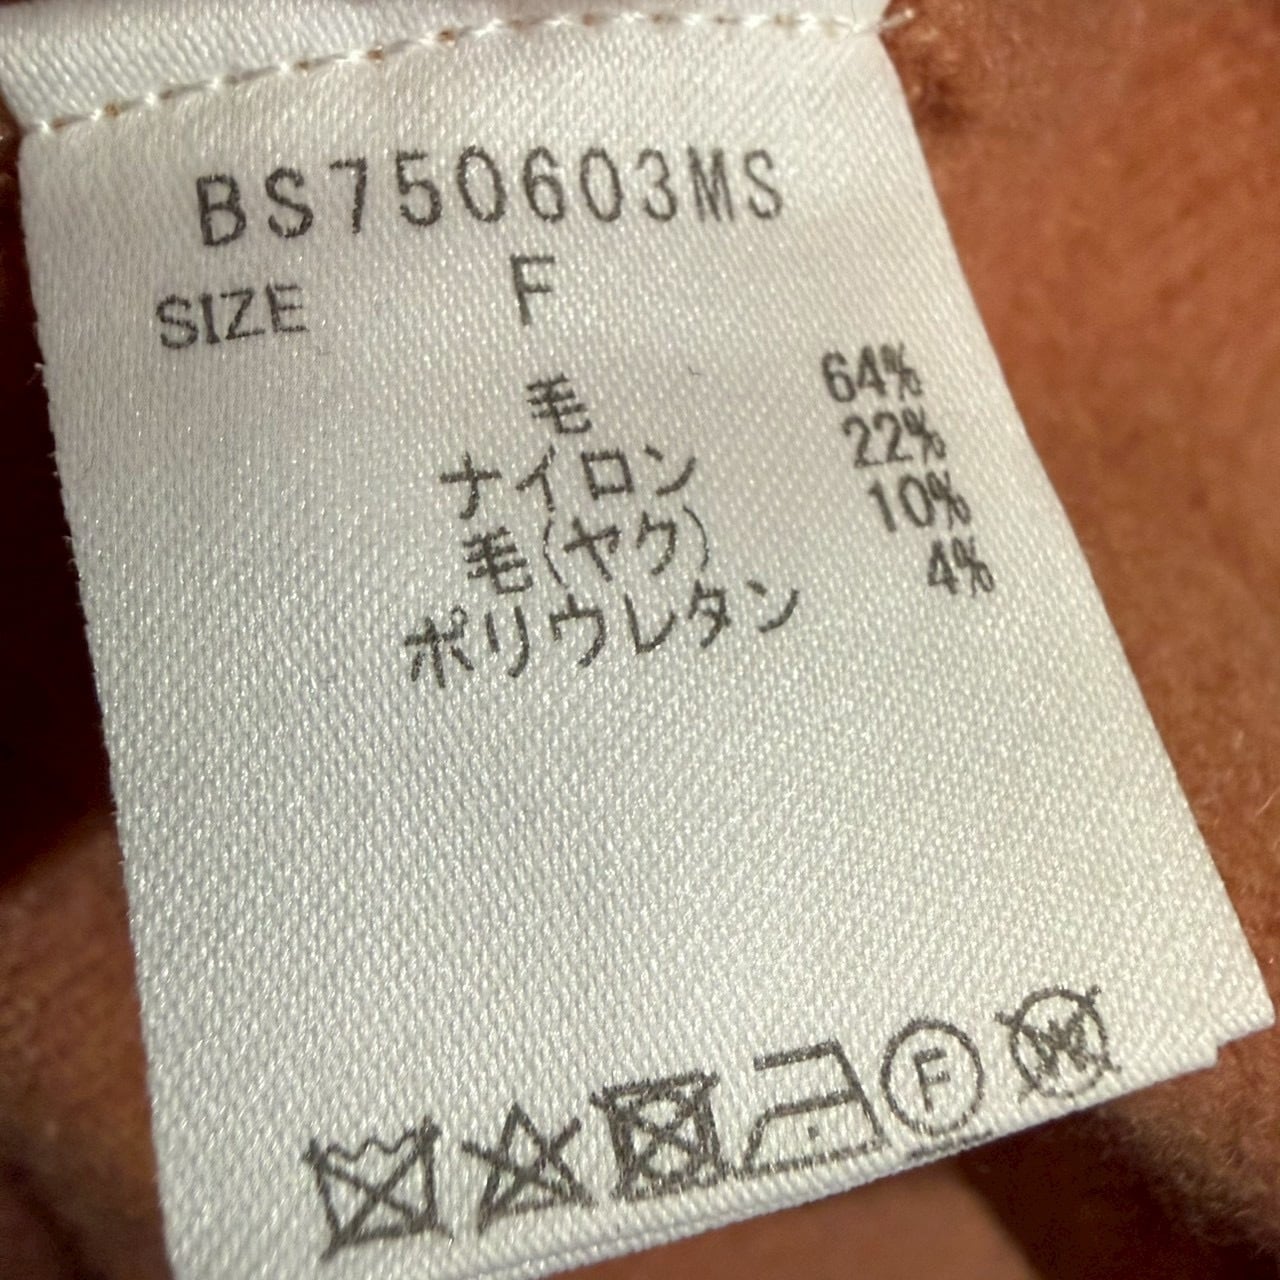 BS750603MS
SIZE F
毛 64%
ナイロン 22%
毛(ヤク) 10%
ポリウレタン 4%
F
W